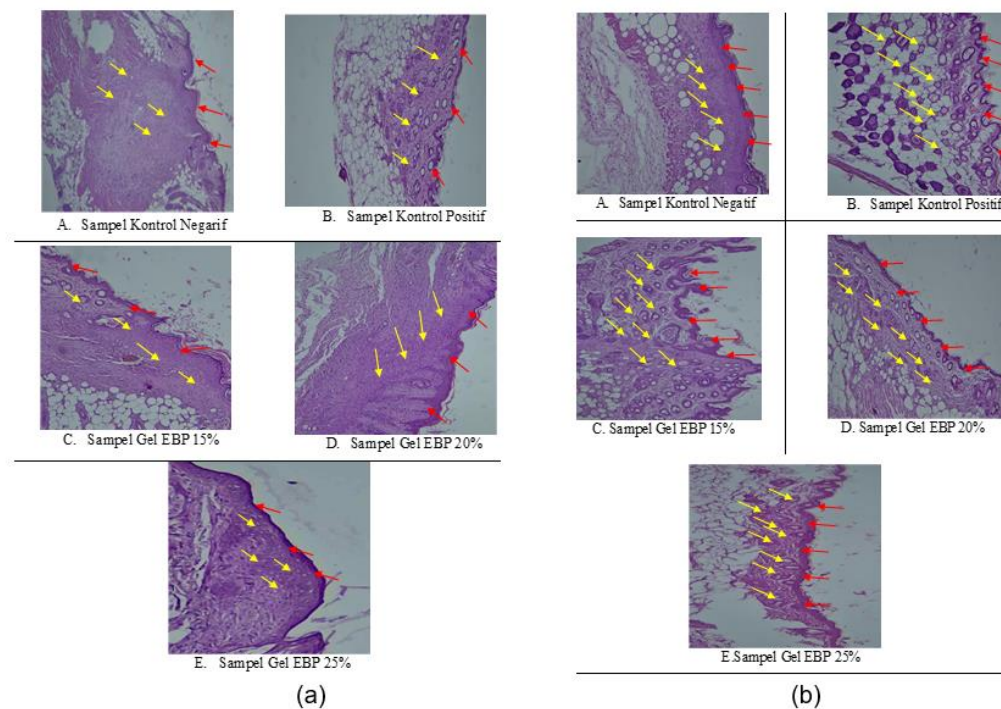 A. Sampel Kontrol Negarif
B. Sampel Kontrol Positif
C. Sampel Gel EBP 15%
D. Sampel Gel EBP 20%
E. Sampel Gel EBP 25%
(a)
A. Sampel Kontrol Negatif
B. Sampel Kontrol Positif
C. Sampel Gel EBP 15%
D. Sampel Gel EBP 20%
E.Sampel Gel EBP 25%
(b)